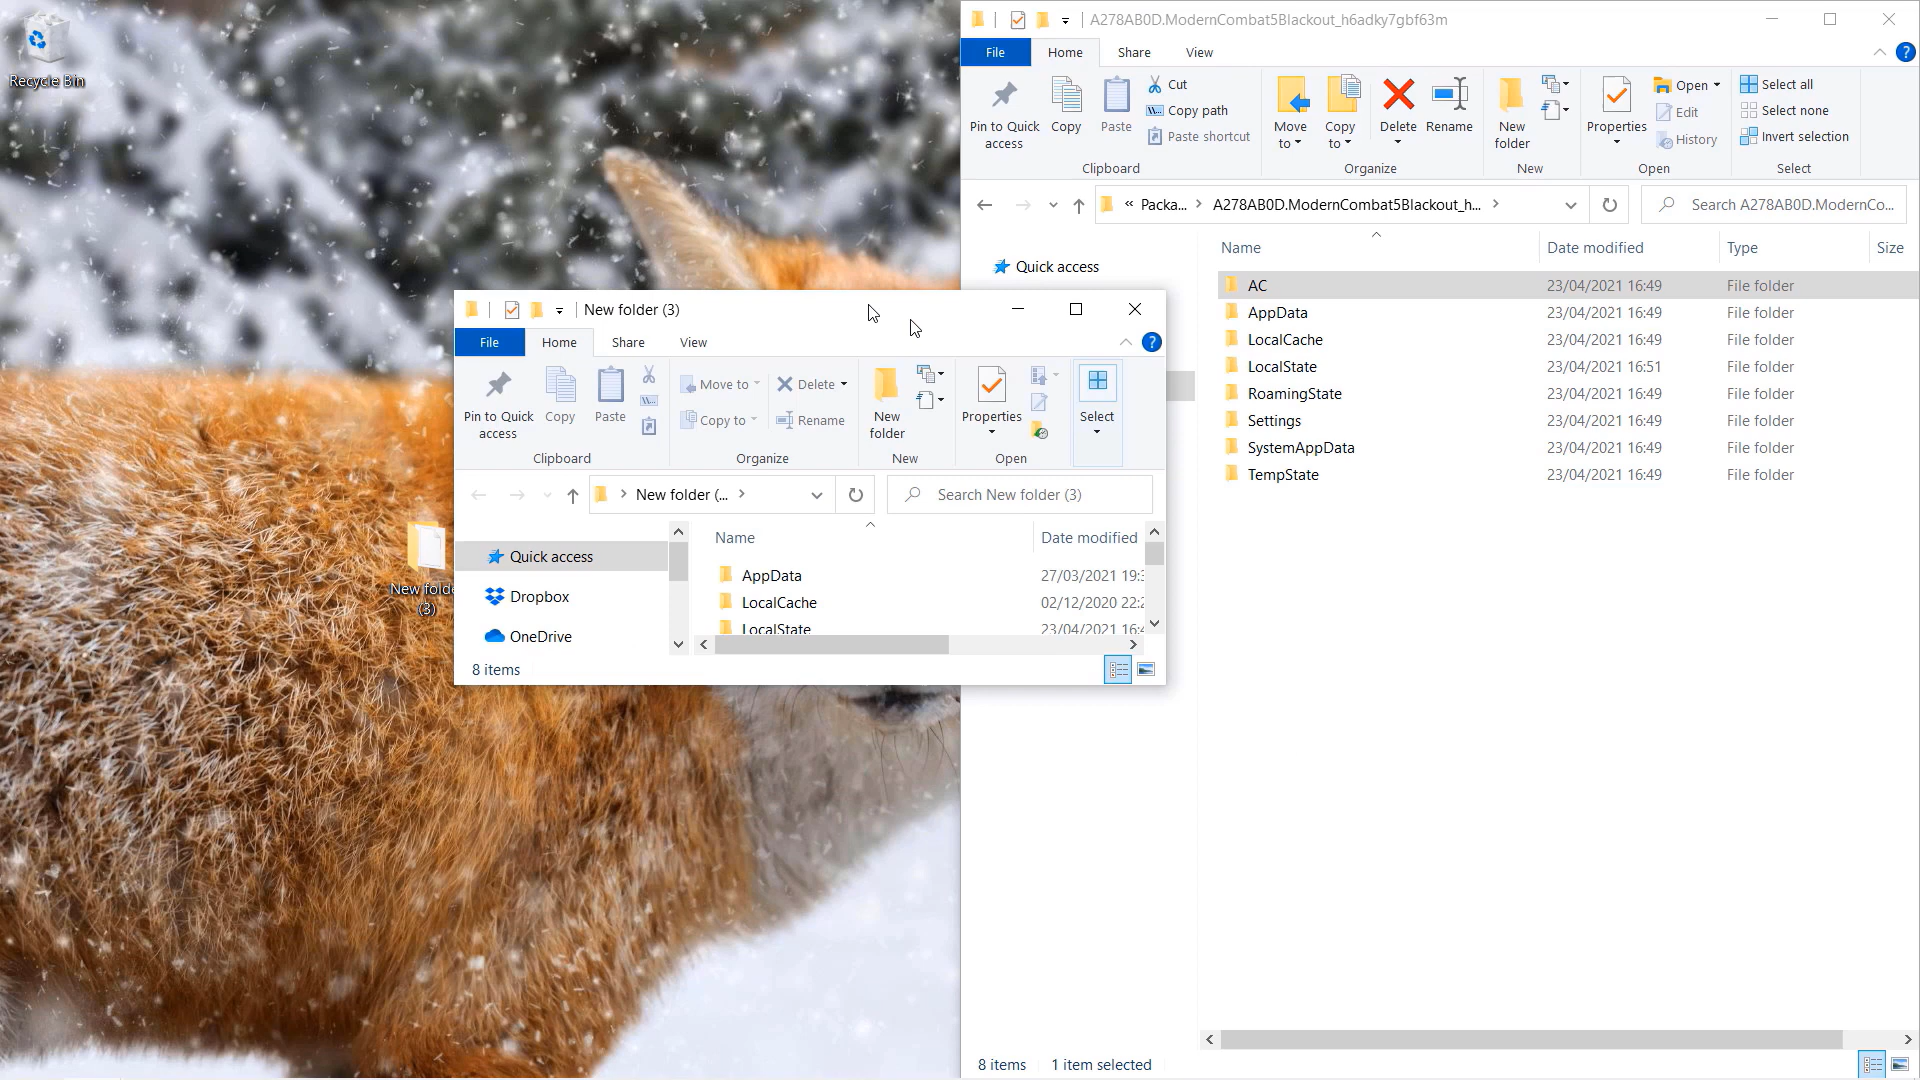 Recycle Bin
New folde
(3)
A278AB0D.ModernCombat5Blackout_h6adky7gbf63m
File
Home
Share
View
Pin to Quick
access
Copy
Paste
Cut
Copy path
Paste shortcut
Clipboard
Move
to
Copy
to
Delete
Rename
Organize
New
folder
New
Properties
Open
Edit
History
Open
Select all
Select none
Invert selection
Select
« Packa...
A278AB0D.ModernCombat5Blackout_h...
Search A278AB0D.ModernCo...
Quick access
Name
Date modified
Type
Size
AC 23/04/2021 16:49 File folder
AppData 23/04/2021 16:49 File folder
LocalCache 23/04/2021 16:49 File folder
LocalState 23/04/2021 16:51 File folder
RoamingState 23/04/2021 16:49 File folder
Settings 23/04/2021 16:49 File folder
SystemAppData 23/04/2021 16:49 File folder
TempState 23/04/2021 16:49 File folder
8 items 1 item selected
New folder (3)
File
Home
Share
View
Pin to Quick
access
Copy
Paste
Clipboard
Move to
Copy to
Delete
Rename
Organize
New
folder
New
Properties
Open
Select
New folder (...
Search New folder (3)
Quick access
Dropbox
OneDrive
Name
Date modified
AppData 27/03/2021 19:3
LocalCache 02/12/2020 22:2
LocalState 23/04/2021 16:4
8 items